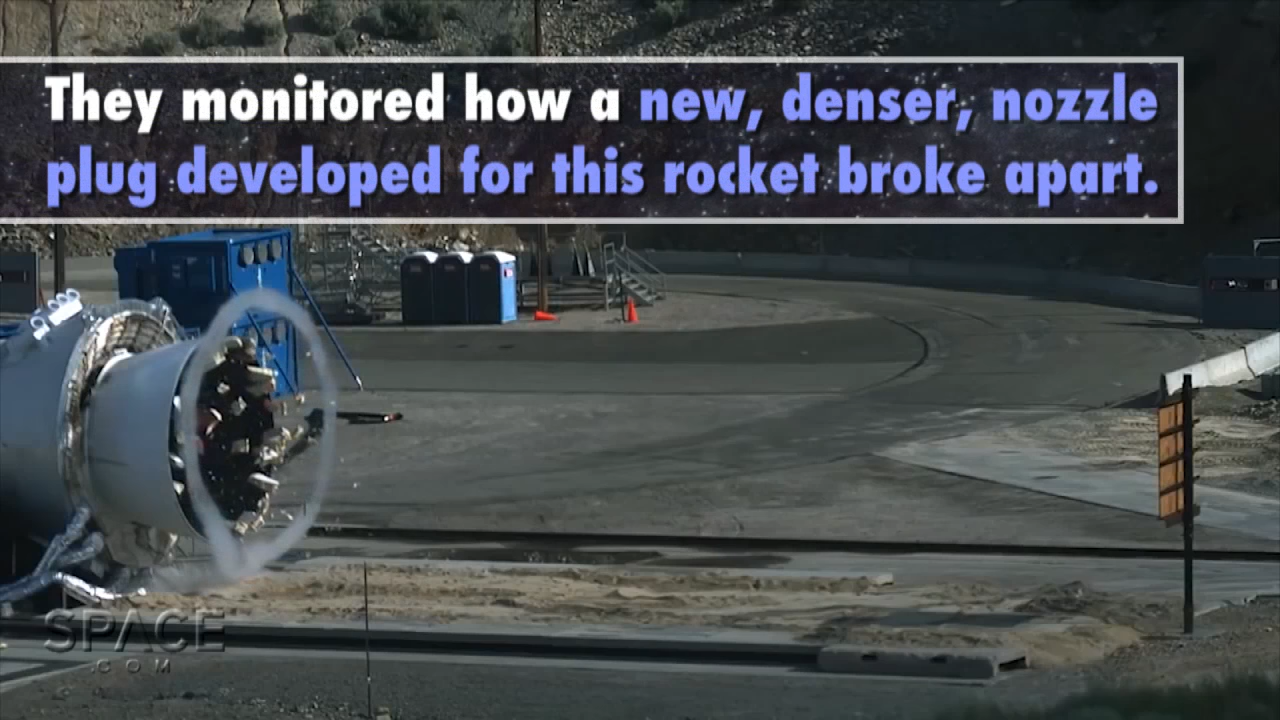 They monitored how a new, denser, nozzle
plug developed for this rocket broke apart.
SPACE
.COM